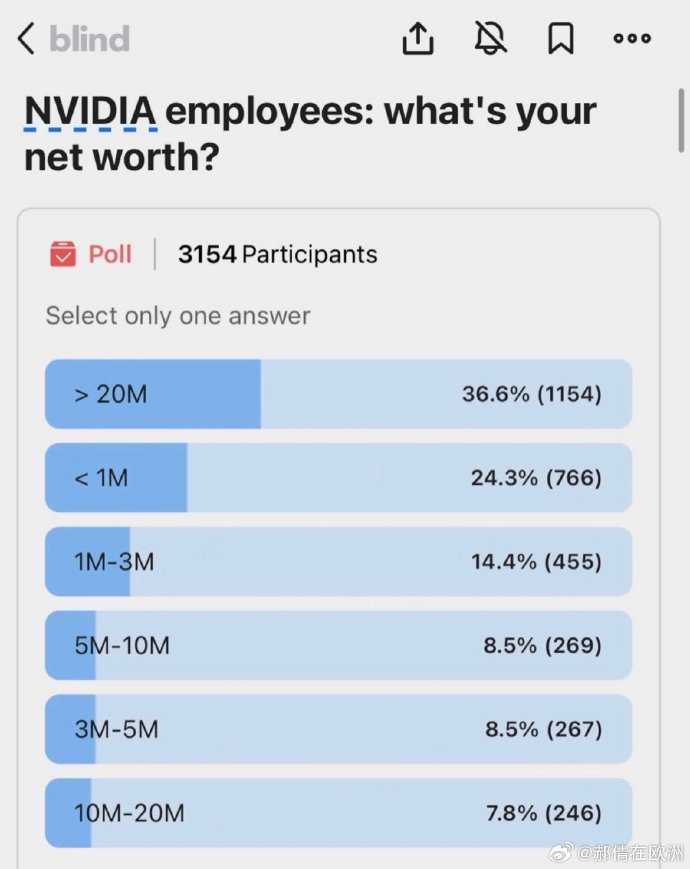 blind
NVIDIA employees: what's your
net worth?
Poll | 3154 Participants
Select only one answer
> 20M 36.6% (1154)
< 1M 24.3% (766)
1M-3M 14.4% (455)
5M-10M 8.5% (269)
3M-5M 8.5% (267)
10M-20M 7.8% (246)
@郝倩在欧洲